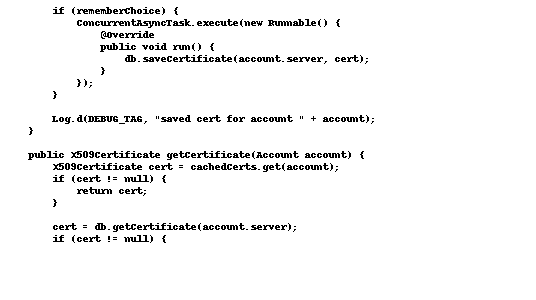 if (rememberChoice) {
ConcurrentAsyncTask.execute(new Runnable() {
@Override
public void run() {
db.saveCertificate(account.server, cert);
}
});
}
Log.d(DEBUG_TAG, "saved cert for account " + account);
}
public X509Certificate getCertificate(Account account) {
X509Certificate cert = cachedCerts.get(account);
if (cert != null) {
return cert;
}
cert = db.getCertificate(account.server);
if (cert != null) {